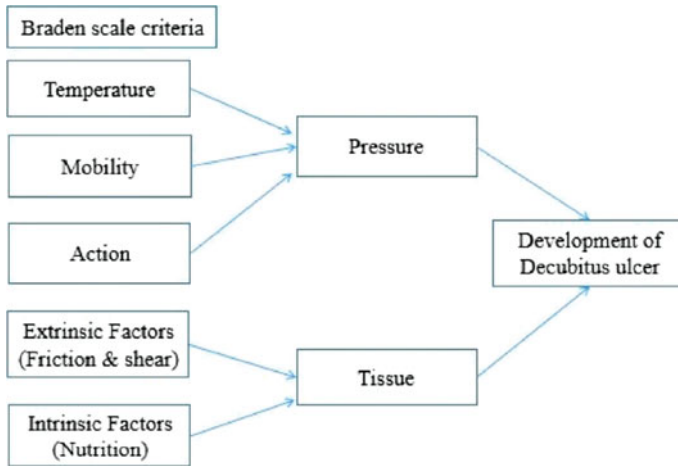 Braden scale criteria
Temperature
Mobility
Action
Extrinsic Factors
(Friction & shear)
Intrinsic Factors
(Nutrition)
Pressure
Tissue
Development of
Decubitus ulcer